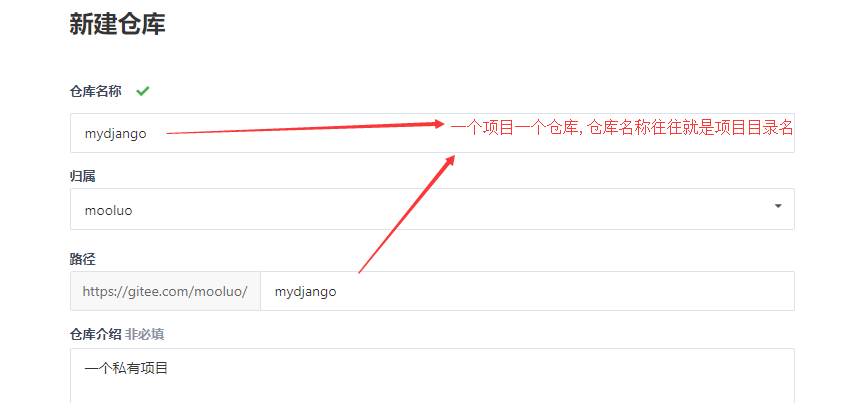 新建仓库
仓库名称
mydjango
一个项目一个仓库, 仓库名称往往就是项目目录名
归属
mooluo
路径
https://gitee.com/mooluo/ mydjango
仓库介绍 非必填
一个私有项目